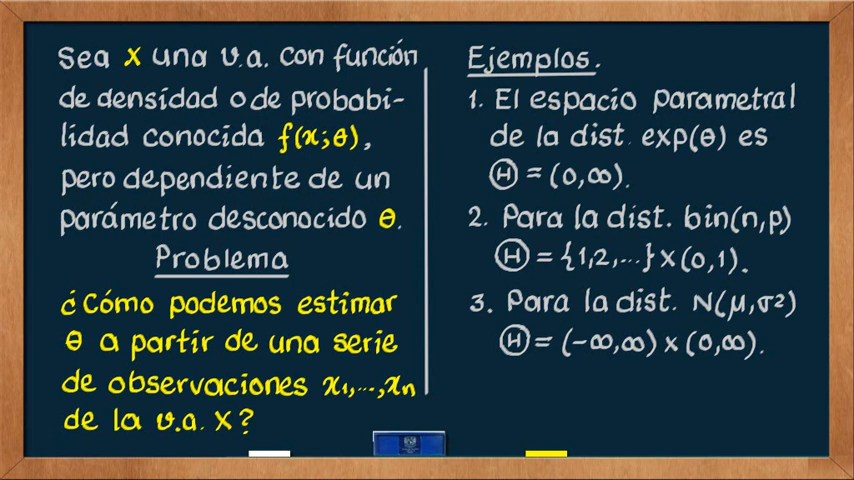 Sea x una v.a. con función
de densidad o de probabi-
lidad conocida f(x;θ),
pero dependiente de un
parámetro desconocido θ.
Problema
¿Cómo podemos estimar
θ a partir de una serie
de observaciones x₁,...,xₙ
de la v.a. X?
Ejemplos.
1. El espacio parametral
de la dist. exp(θ) es
Θ = (0,∞).
2. Para la dist. bin(n,p)
Θ = {1,2,...} x (0,1).
3. Para la dist. N(μ,σ²)
Θ = (-∞,∞) x (0,∞).